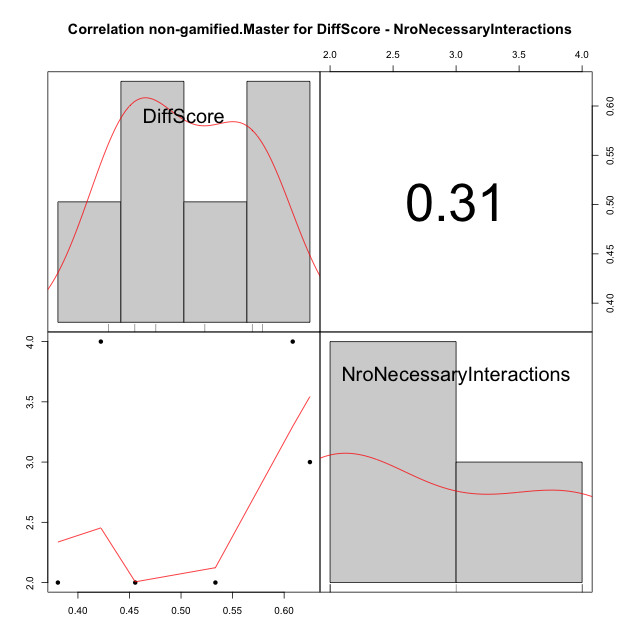 Correlation non-gamified.Master for DiffScore - NroNecessaryInteractions
2.0 2.5 3.0 3.5 4.0
DiffScore
0.31
0.60
0.55
0.50
0.45
0.40
NroNecessaryInteractions
4.0
3.5
3.0
2.5
2.0
0.40 0.45 0.50 0.55 0.60